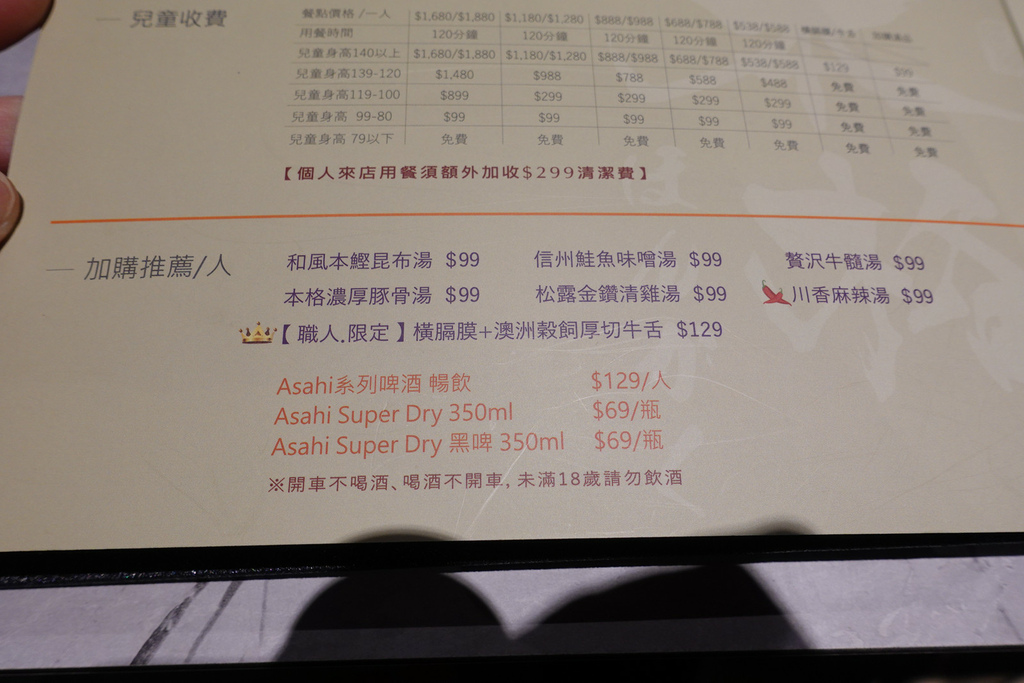 — 兒童收費
餐點價格 /一人 $1,680/$1,880 $1,180/$1,280 $888/$988 $688/$788 $538/$588 橫膈膜/牛舌 加購湯品
用餐時間 120分鐘 120分鐘 120分鐘 120分鐘 120分鐘
兒童身高140以上 $1,680/$1,880 $1,180/$1,280 $888/$988 $688/$788 $538/$588 $129 $99
兒童身高139-120 $1,480 $988 $788 $588 $488 免費 免費
兒童身高119-100 $899 $299 $299 $299 $299 免費 免費
兒童身高 99-80 $99 $99 $99 $99 $99 免費 免費
兒童身高 79以下 免費 免費 免費 免費 免費 免費 免費
【個人來店用餐須額外加收$299清潔費】
— 加購推薦/人
和風本鰹昆布湯 $99 信州鮭魚味噌湯 $99 贅沢牛髓湯 $99
本格濃厚豚骨湯 $99 松露金鑽清雞湯 $99 川香麻辣湯 $99
【 職人.限定 】橫膈膜+澳洲穀飼厚切牛舌 $129
Asahi系列啤酒 暢飲 $129/人
Asahi Super Dry 350ml $69/瓶
Asahi Super Dry 黑啤 350ml $69/瓶
※開車不喝酒、喝酒不開車, 未滿18歲請勿飲酒